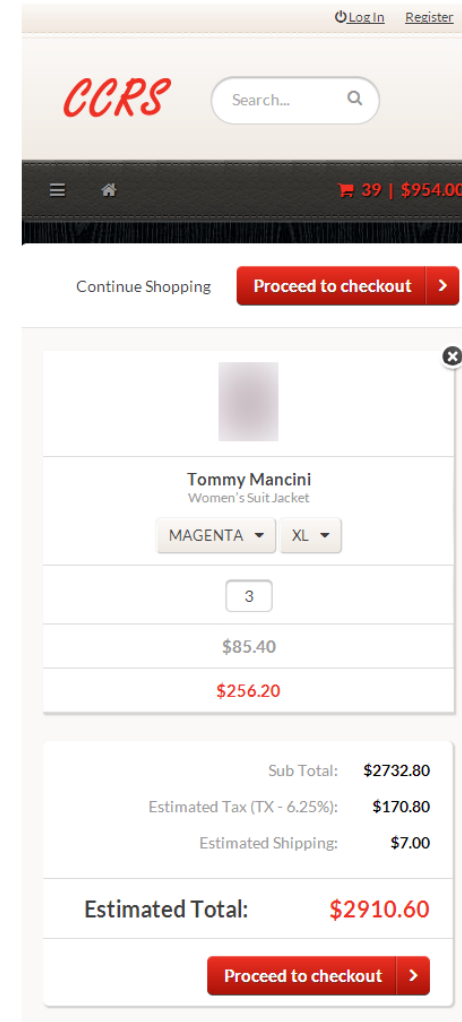 Log In Register
CCRS
Search...
39 | $954.00
Continue Shopping Proceed to checkout
Tommy Mancini
Women's Suit Jacket
MAGENTA XL
3
$85.40
$256.20
Sub Total: $2732.80
Estimated Tax (TX - 6.25%): $170.80
Estimated Shipping: $7.00
Estimated Total: $2910.60
Proceed to checkout